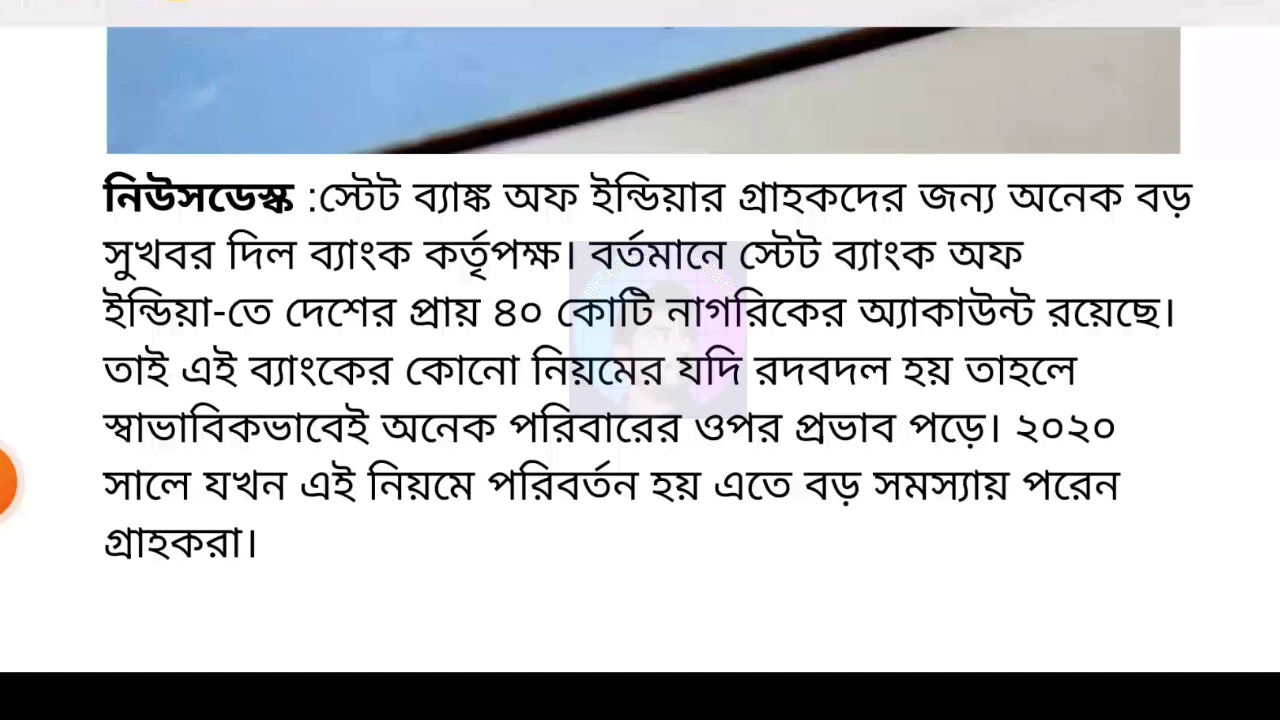 নিউসডেস্ক :স্টেট ব্যাঙ্ক অফ ইন্ডিয়ার গ্রাহকদের জন্য অনেক বড়
সুখবর দিল ব্যাংক কর্তৃপক্ষ। বর্তমানে স্টেট ব্যাংক অফ
ইন্ডিয়া-তে দেশের প্রায় ৪০ কোটি নাগরিকের অ্যাকাউন্ট রয়েছে।
তাই এই ব্যাংকের কোনো নিয়মের যদি রদবদল হয় তাহলে
স্বাভাবিকভাবেই অনেক পরিবারের ওপর প্রভাব পড়ে। ২০২০
সালে যখন এই নিয়মে পরিবর্তন হয় এতে বড় সমস্যায় পরেন
গ্রাহকরা।